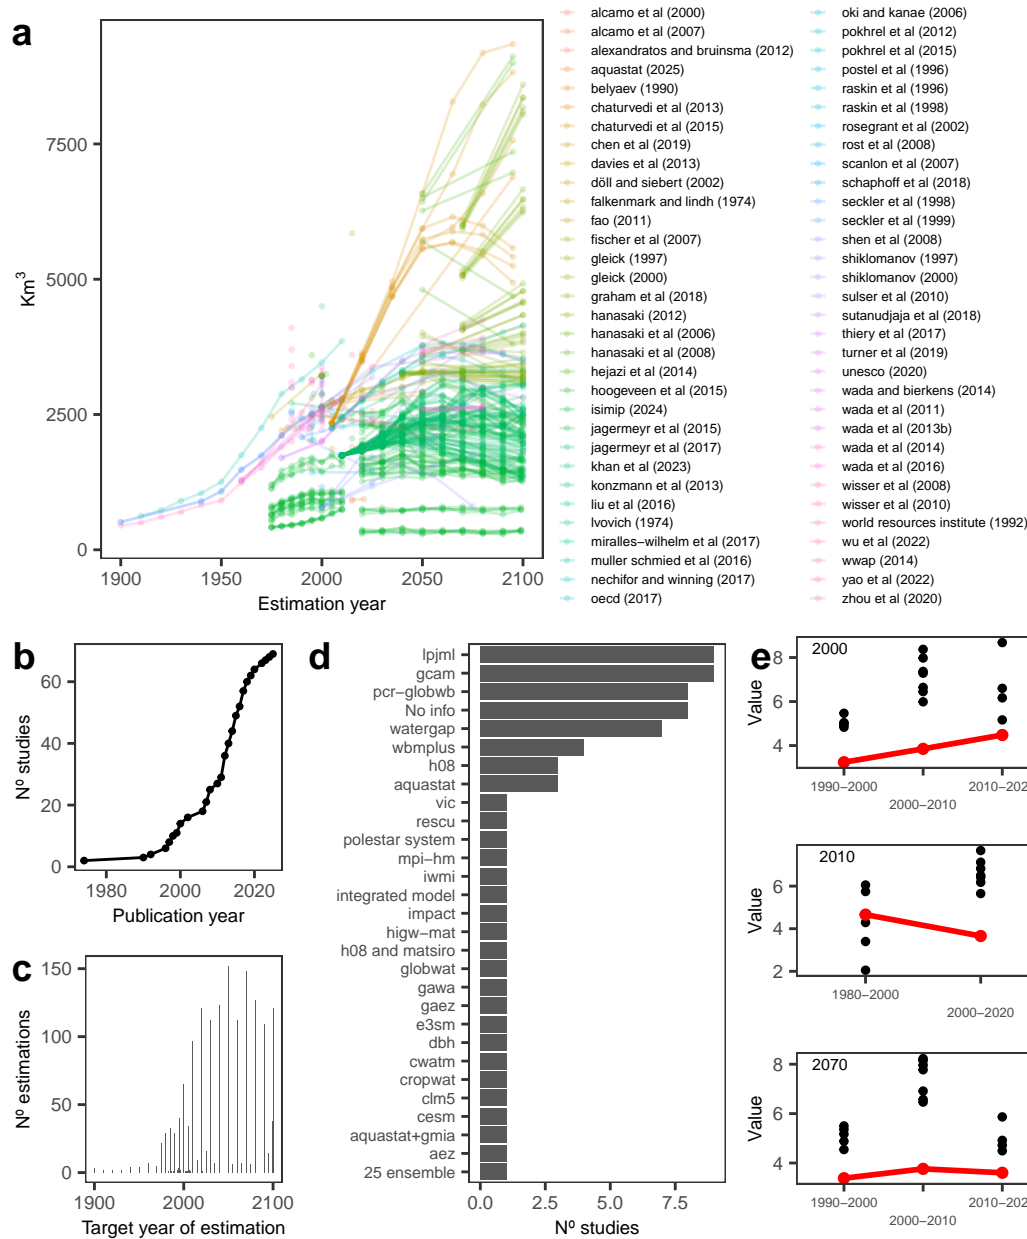 a
Km3
7500
5000
2500
0
1900
1950
2000
2050
2100
Estimation year
alcamo et al (2000)
alcamo et al (2007)
alexandratos and bruinsma (2012)
aquastat (2025)
belyaev (1990)
chaturvedi et al (2013)
chaturvedi et al (2015)
chen et al (2019)
davies et al (2013)
döll and siebert (2002)
falkenmark and lindh (1974)
fao (2011)
fischer et al (2007)
gleick (1997)
gleick (2000)
graham et al (2018)
hanasaki (2012)
hanasaki et al (2006)
hanasaki et al (2008)
hejazi et al (2014)
hoogeveen et al (2015)
isimip (2024)
jagermeyr et al (2015)
jagermeyr et al (2017)
khan et al (2023)
konzmann et al (2013)
liu et al (2016)
lvovich (1974)
miralles−wilhelm et al (2017)
muller schmied et al (2016)
nechifor and winning (2017)
oecd (2017)
oki and kanae (2006)
pokhrel et al (2012)
pokhrel et al (2015)
postel et al (1996)
raskin et al (1996)
raskin et al (1998)
rosegrant et al (2002)
rost et al (2008)
scanlon et al (2007)
schaphoff et al (2018)
seckler et al (1998)
seckler et al (1999)
shen et al (2008)
shiklomanov (1997)
shiklomanov (2000)
sulser et al (2010)
sutanudjaja et al (2018)
thiery et al (2017)
turner et al (2019)
unesco (2020)
wada and bierkens (2014)
wada et al (2011)
wada et al (2013b)
wada et al (2014)
wada et al (2016)
wisser et al (2008)
wisser et al (2010)
world resources institute (1992)
wu et al (2022)
wwap (2014)
yao et al (2022)
zhou et al (2020)
b
Nº studies
60
40
20
0
1980
2000
2020
Publication year
c
Nº estimations
150
100
50
0
1900
2000
2100
Target year of estimation
d
lpjml
gcam
pcr−globwb
No info
watergap
wbmplus
h08
aquastat
vic
rescu
polestar system
mpi−hm
iwmi
integrated model
impact
higw−mat
h08 and matsiro
globwat
gawa
gaez
e3sm
dbh
cwatm
cropwat
clm5
cesm
aquastat+gmia
aez
25 ensemble
0.0
2.5
5.0
7.5
Nº studies
e
2000
Value
8
6
4
1990−2000
2000−2010
2010−202
2010
Value
6
4
2
1980−2000
2000−2020
2070
Value
8
6
4
1990−2000
2000−2010
2010−202